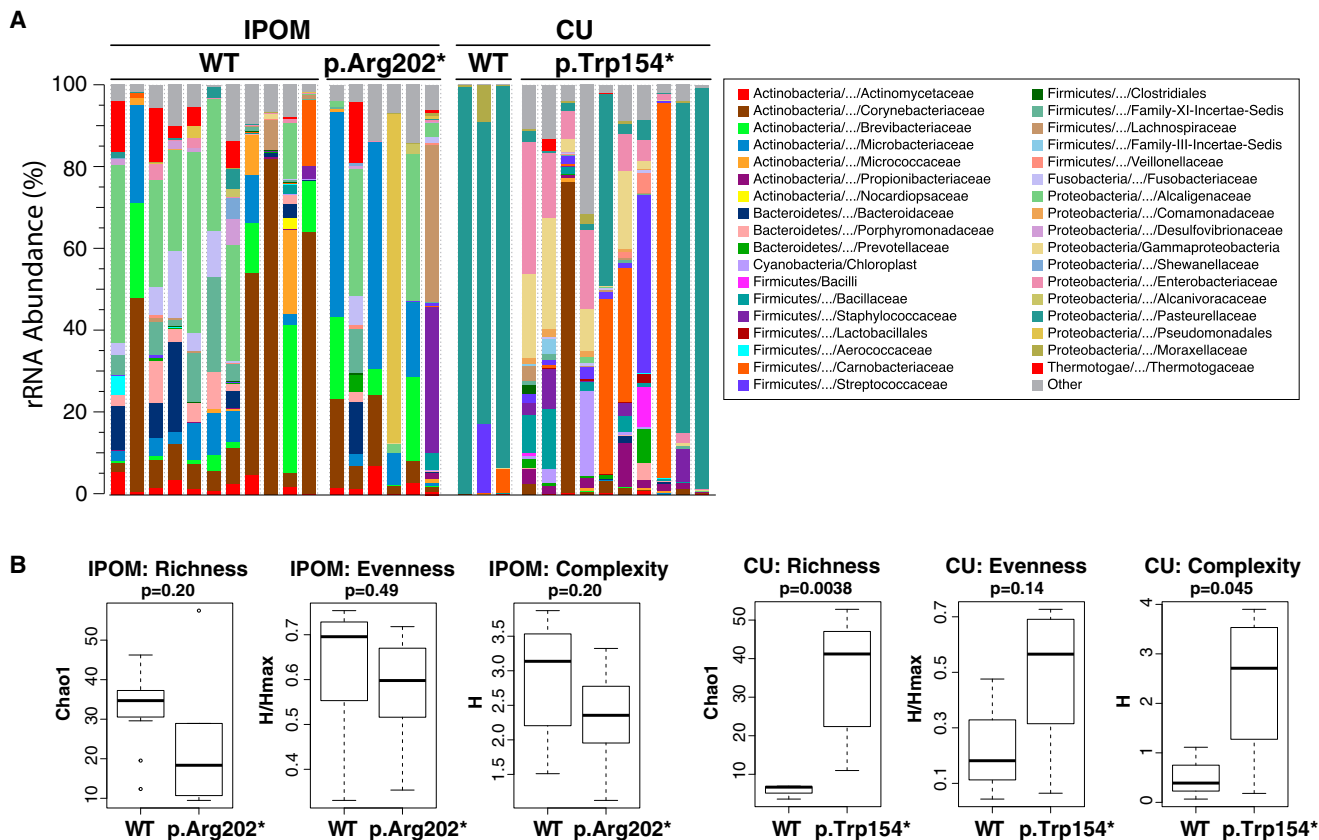 A
IPOM
CU
WT
p.Arg202*
WT
p.Trp154*
rRNA Abundance (%)
100
80
60
40
20
0
Actinobacteria/.../Actinomycetaceae
Actinobacteria/.../Corynebacteriaceae
Actinobacteria/.../Brevibacteriaceae
Actinobacteria/.../Microbacteriaceae
Actinobacteria/.../Micrococcaceae
Actinobacteria/.../Propionibacteriaceae
Actinobacteria/.../Nocardiopsaceae
Bacteroidetes/.../Bacteroidaceae
Bacteroidetes/.../Porphyromonadaceae
Bacteroidetes/.../Prevotellaceae
Cyanobacteria/Chloroplast
Firmicutes/Bacilli
Firmicutes/.../Bacillaceae
Firmicutes/.../Staphylococcaceae
Firmicutes/.../Lactobacillales
Firmicutes/.../Aerococcaceae
Firmicutes/.../Carnobacteriaceae
Firmicutes/.../Streptococcaceae
Firmicutes/.../Clostridiales
Firmicutes/.../Family-XI-Incertae-Sedis
Firmicutes/.../Lachnospiraceae
Firmicutes/.../Family-III-Incertae-Sedis
Firmicutes/.../Veillonellaceae
Fusobacteria/.../Fusobacteriaceae
Proteobacteria/.../Alcaligenaceae
Proteobacteria/.../Comamonadaceae
Proteobacteria/.../Desulfovibrionaceae
Proteobacteria/Gammaproteobacteria
Proteobacteria/.../Shewanellaceae
Proteobacteria/.../Enterobacteriaceae
Proteobacteria/.../Alcanivoracaceae
Proteobacteria/.../Pasteurellaceae
Proteobacteria/.../Pseudomonadales
Proteobacteria/.../Moraxellaceae
Thermotogae/.../Thermotogaceae
Other
B
IPOM: Richness
p=0.20
Chao1
50
40
30
20
10
WT p.Arg202*
IPOM: Evenness
p=0.49
H/Hmax
0.7
0.6
0.5
0.4
WT p.Arg202*
IPOM: Complexity
p=0.20
H
3.5
3.0
2.5
2.0
1.5
WT p.Arg202*
CU: Richness
p=0.0038
Chao1
50
40
30
20
10
WT p.Trp154*
CU: Evenness
p=0.14
H/Hmax
0.7
0.5
0.3
0.1
WT p.Trp154*
CU: Complexity
p=0.045
H
4
3
2
1
0
WT p.Trp154*